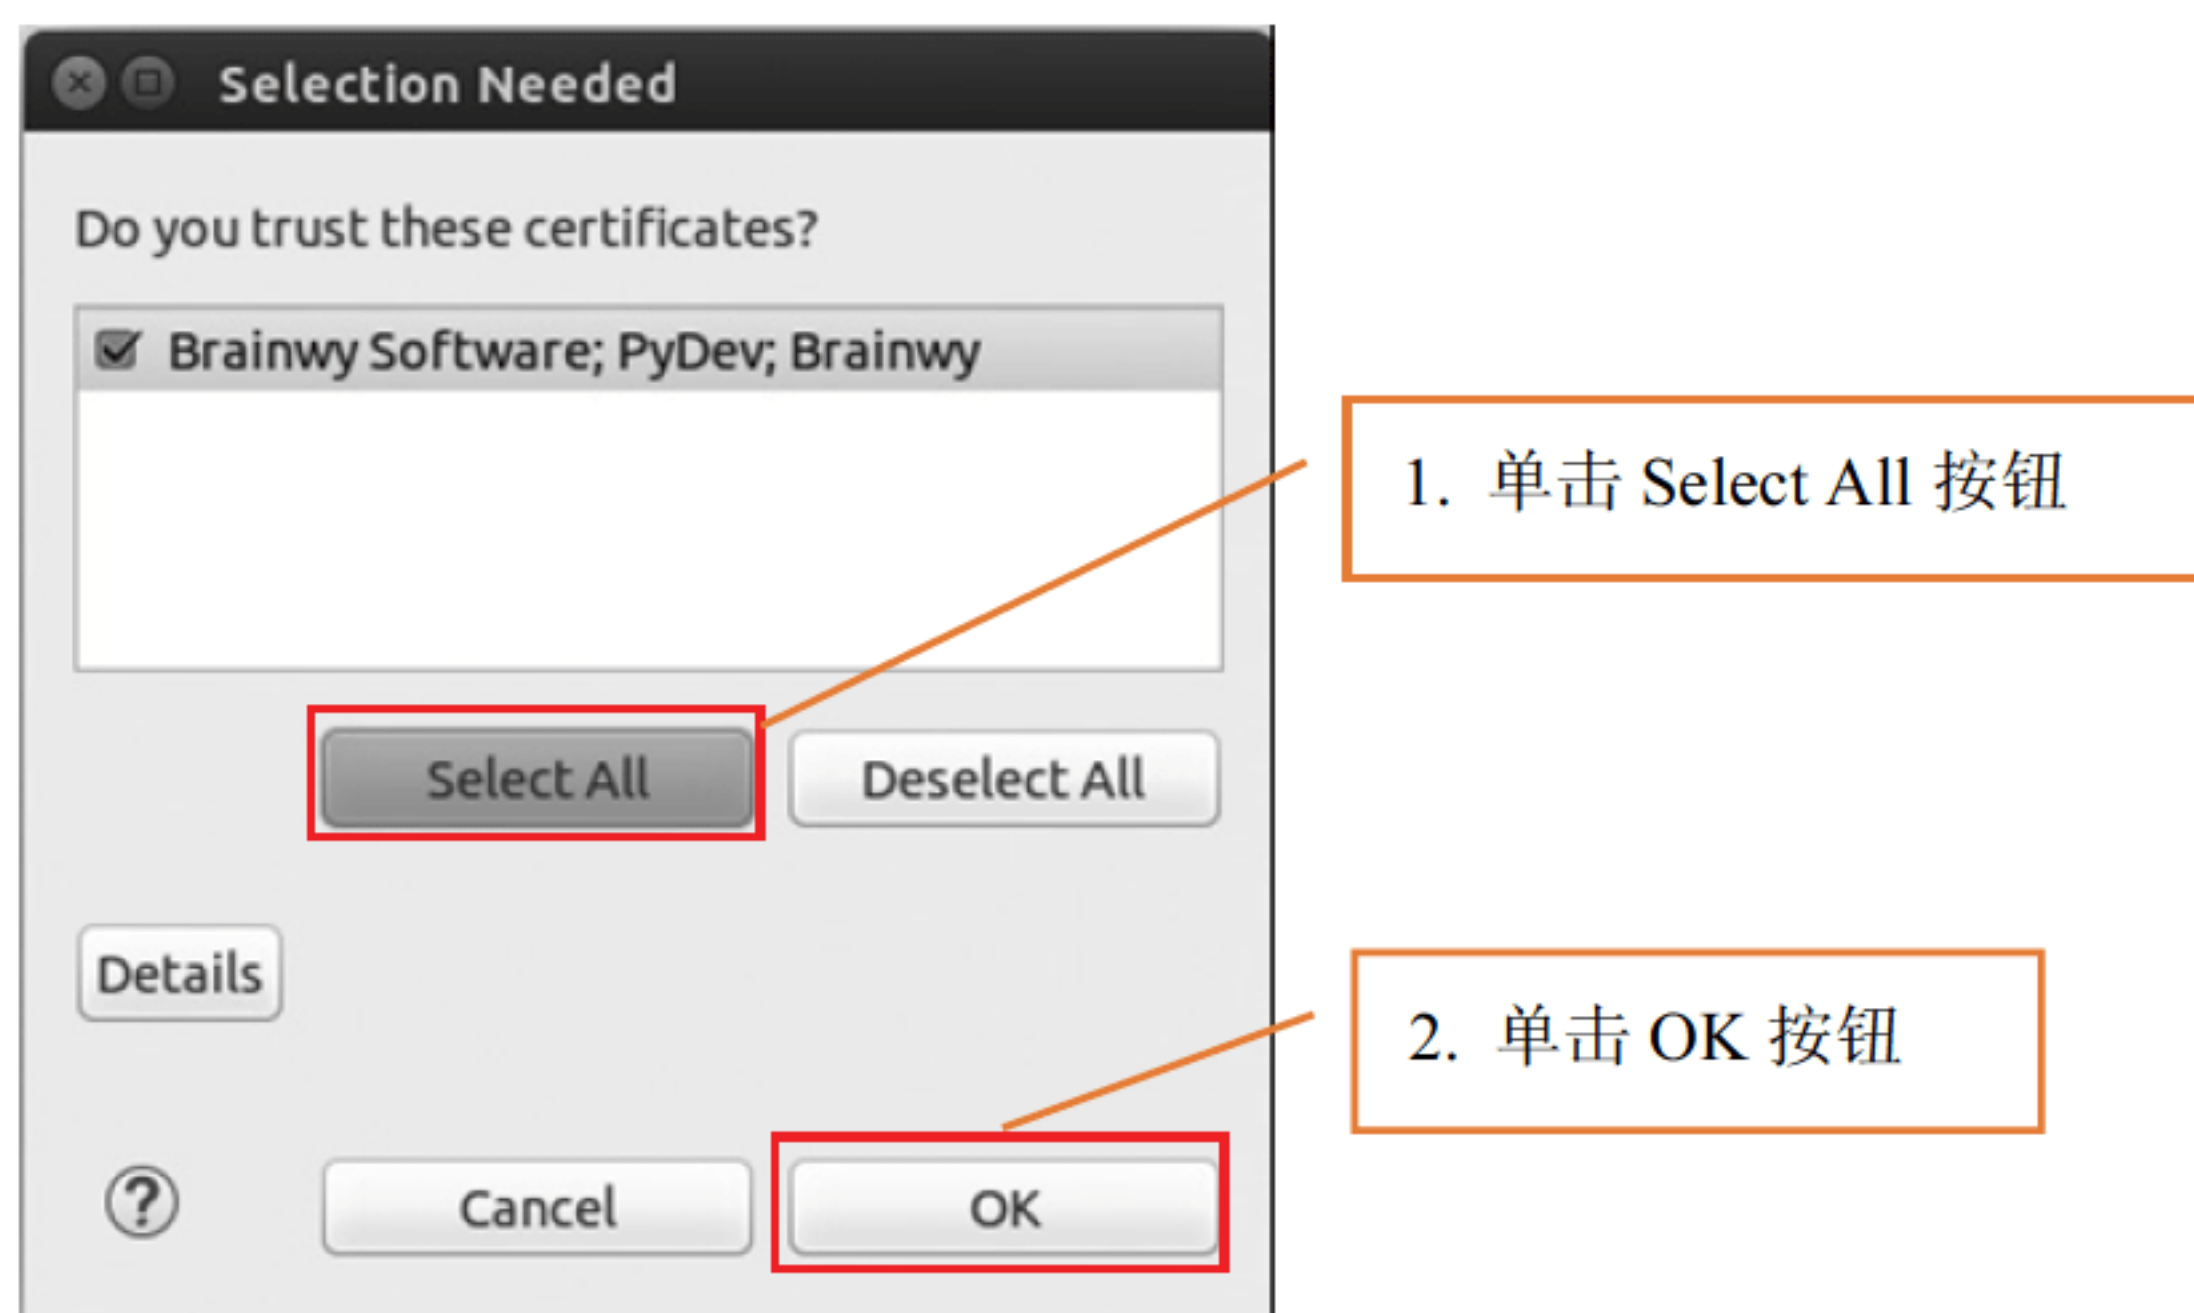 Selection Needed
Do you trust these certificates?
Brainwy Software; PyDev; Brainwy
1. 单击 Select All 按钮
Select All
Deselect All
Details
2. 单击 OK 按钮
?
Cancel
OK